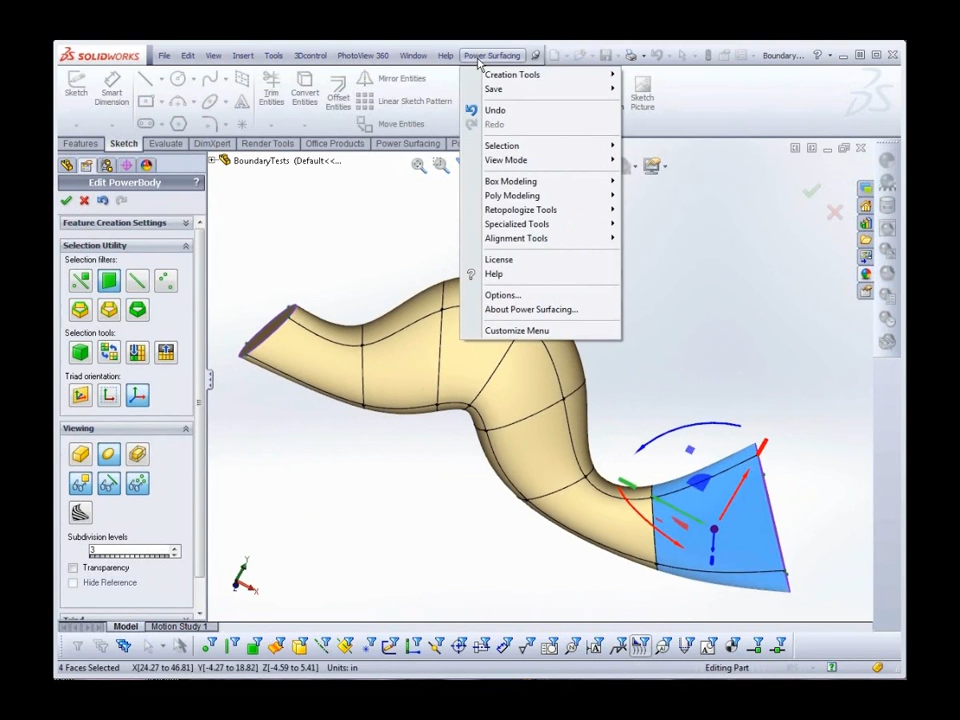 SOLIDWORKS File Edit View Insert Tools 3Dcontrol PhotoView 360 Window Help Power Surfacing Boundary... ?
Sketch Smart Dimension Trim Entities Convert Entities Offset Entities Mirror Entities Linear Sketch Pattern Move Entities Sketch Picture
Features Sketch Evaluate DimXpert Render Tools Office Products Power Surfacing
BoundaryTests (Default<<...
Edit PowerBody ?
Feature Creation Settings
Selection Utility
Selection filters:
Selection tools:
Triad orientation:
Viewing
Subdivision levels
3
Transparency
Hide Reference
Creation Tools
Save
Undo
Redo
Selection
View Mode
Box Modeling
Poly Modeling
Retopologize Tools
Specialized Tools
Alignment Tools
License
? Help
Options...
About Power Surfacing...
Customize Menu
Y
X
Model Motion Study 1
4 Faces Selected X[24.27 to 46.81] Y[-4.27 to 18.82] Z[-4.59 to 5.41] Units: in Editing Part ?